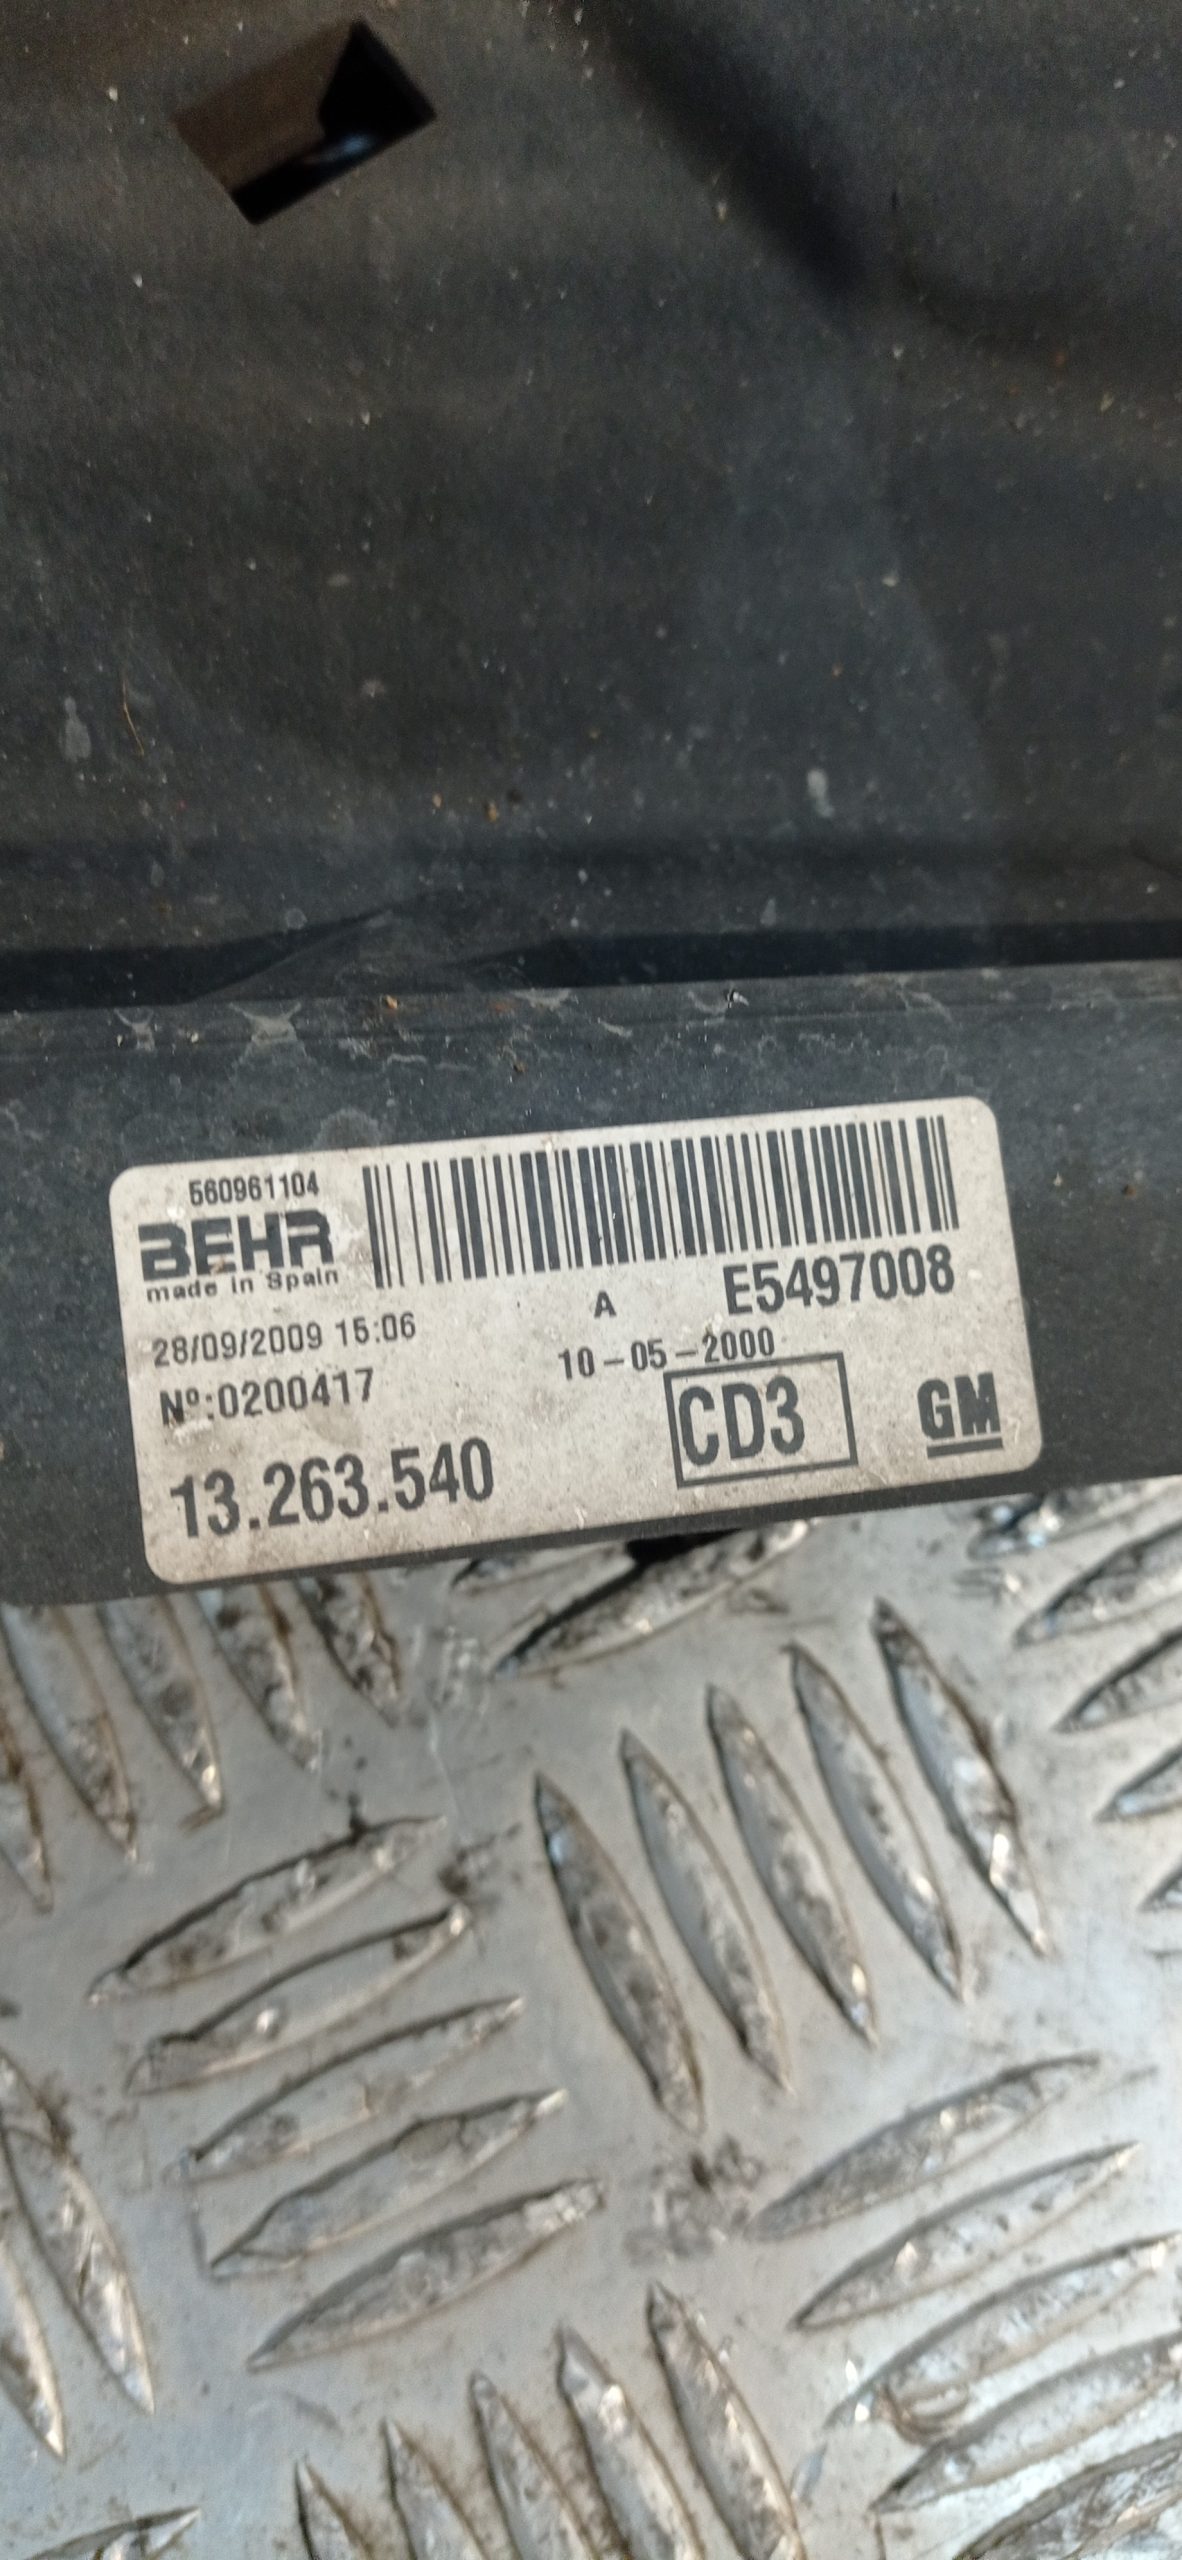 560961104
BEHR
made in Spain
E5497008
A
28/09/2009 15:06
10-05-2000
Nº:0200417
CD3
GM
13.263.540